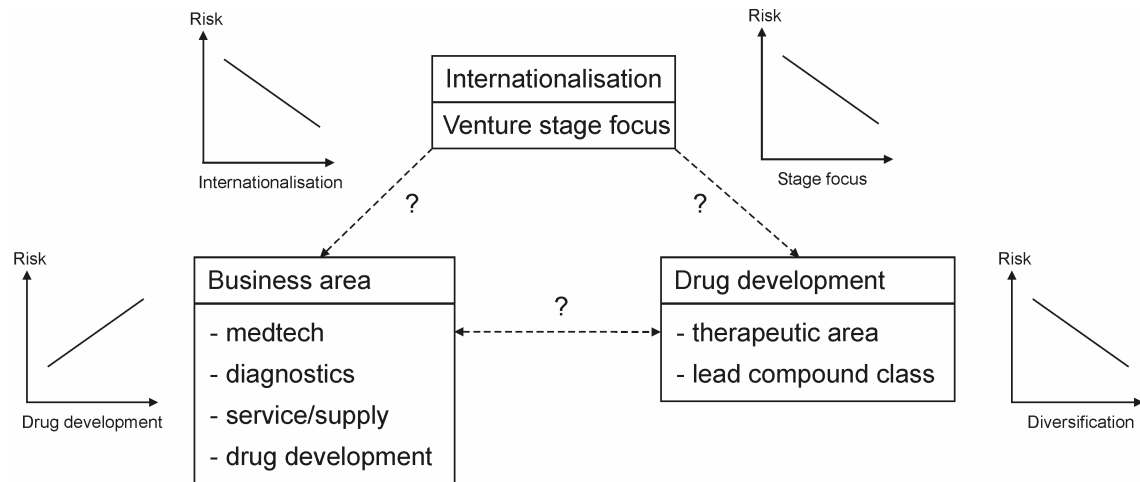 Risk
Internationalisation
Internationalisation
Venture stage focus
Risk
Stage focus
?
?
Risk
Drug development
Business area
- medtech
- diagnostics
- service/supply
- drug development
?
Drug development
- therapeutic area
- lead compound class
Risk
Diversification